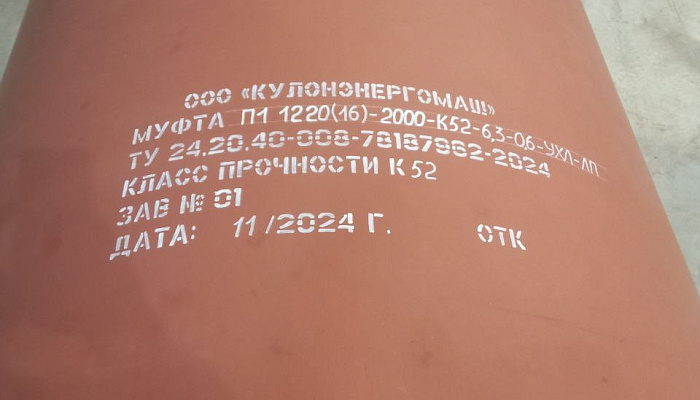 ООО «КУЛОНЭНЕРГОМАШ»
МУФТА П1 1220(16)-2000-К52-6,3-0,6-УХЛ-ЛП
ТУ 24.20.40-008-78187982-2024
КЛАСС ПРОЧНОСТИ К 52
ЗАВ № 01
ДАТА: 11/2024 Г. ОТК